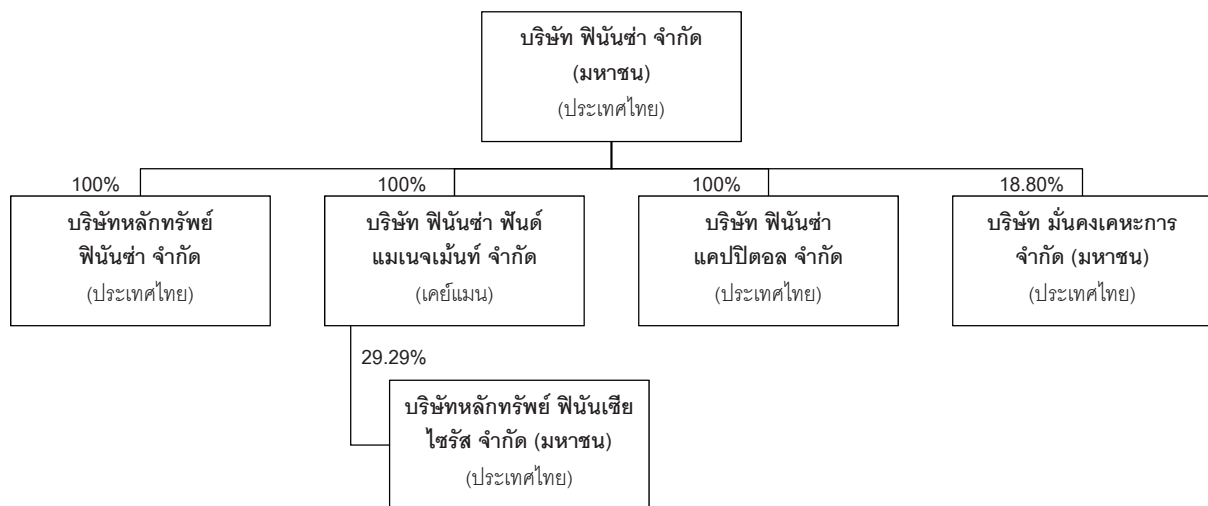 บริษัท ฟินันซ่า จำกัด
(มหาชน)
(ประเทศไทย)
100%
100%
100%
18.80%
บริษัทหลักทรัพย์
ฟินันซ่า จำกัด
(ประเทศไทย)
บริษัท ฟินันซ่า ฟันด์
แมเนจเม้นท์ จำกัด
(เคย์แมน)
บริษัท ฟินันซ่า
แคปปิตอล จำกัด
(ประเทศไทย)
บริษัท มั่นคงเคหะการ
จำกัด (มหาชน)
(ประเทศไทย)
29.29%
บริษัทหลักทรัพย์ ฟินันเซีย
ไซรัส จำกัด (มหาชน)
(ประเทศไทย)